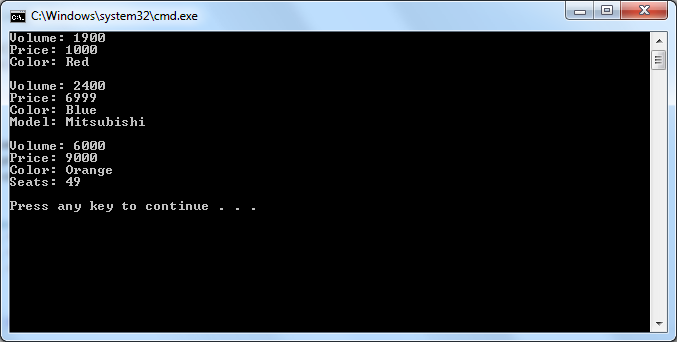 C:\Windows\system32\cmd.exe
Volume: 1900
Price: 1000
Color: Red
Volume: 2400
Price: 6999
Color: Blue
Model: Mitsubishi
Volume: 6000
Price: 9000
Color: Orange
Seats: 49
Press any key to continue . . .